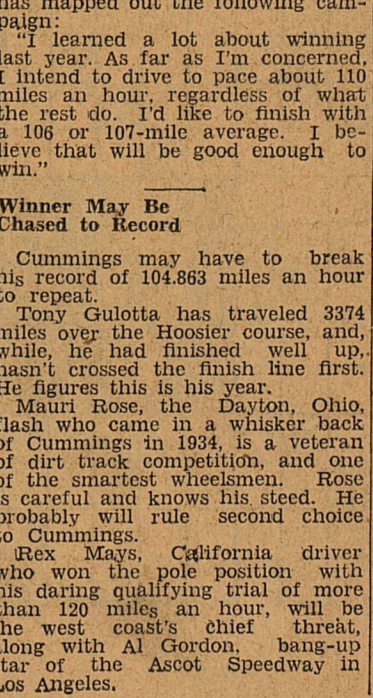 has mapped out the following cam-
paign:
"I learned a lot about winning
last year. As far as I'm concerned,
I intend to drive to pace about 110
miles an hour, regardless of what
the rest do. I'd like to finish with
a 106 or 107-mile average. I be-
lieve that will be good enough to
win."
Winner May Be
Chased to Record
Cummings may have to break
his record of 104.863 miles an hour
to repeat.
Tony Gulotta has traveled 3374
miles over the Hoosier course, and,
while, he had finished well up,
hasn't crossed the finish line first.
He figures this is his year.
Mauri Rose, the Dayton, Ohio,
flash who came in a whisker back
of Cummings in 1934, is a veteran
of dirt track competition, and one
of the smartest wheelsmen. Rose
is careful and knows his steed. He
probably will rule second choice
to Cummings.
Rex Mays, California driver
who won the pole position with
his daring qualifying trial of more
than 120 miles an hour, will be
the west coast's chief threat,
along with Al Gordon, bang-up
star of the Ascot Speedway in
Los Angeles.